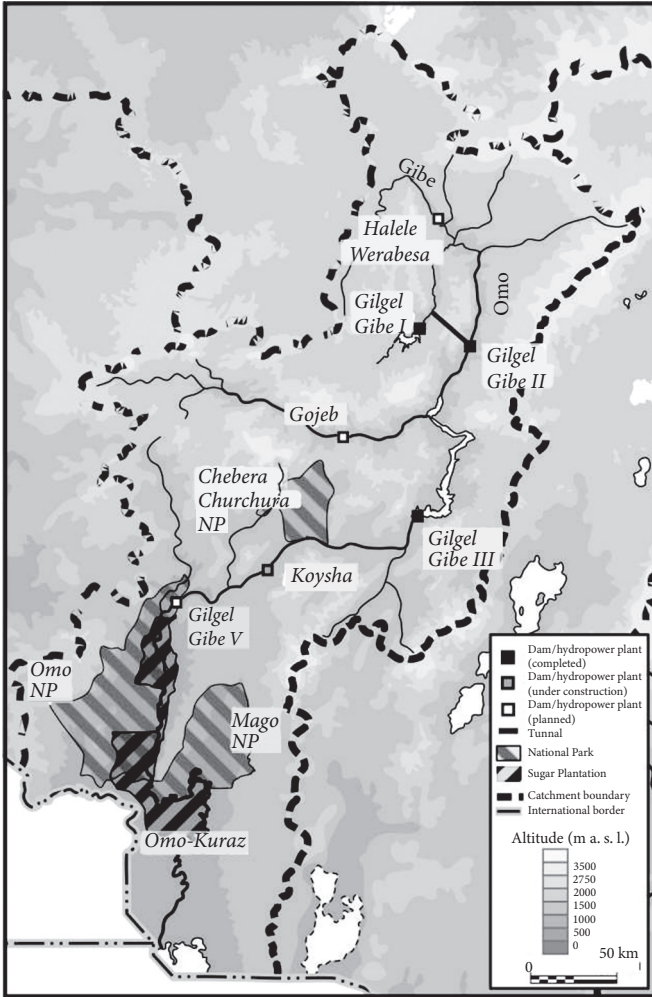 Gibe
Halele
Werabesa
Omo
Gilgel
Gibe I
Gilgel
Gibe II
Gojeb
Chebera
Churchura
NP
Gilgel
Gibe III
Koysha
Gilgel
Gibe V
Omo
NP
Mago
NP
Omo-Kuraz
Dam/hydropower plant
(completed)
Dam/hydropower plant
(under construction)
Dam/hydropower plant
(planned)
Tunnal
National Park
Sugar Plantation
Catchment boundary
International border
Altitude (m a. s. l.)
3500
2750
2000
1500
1000
500
0
50 km
0